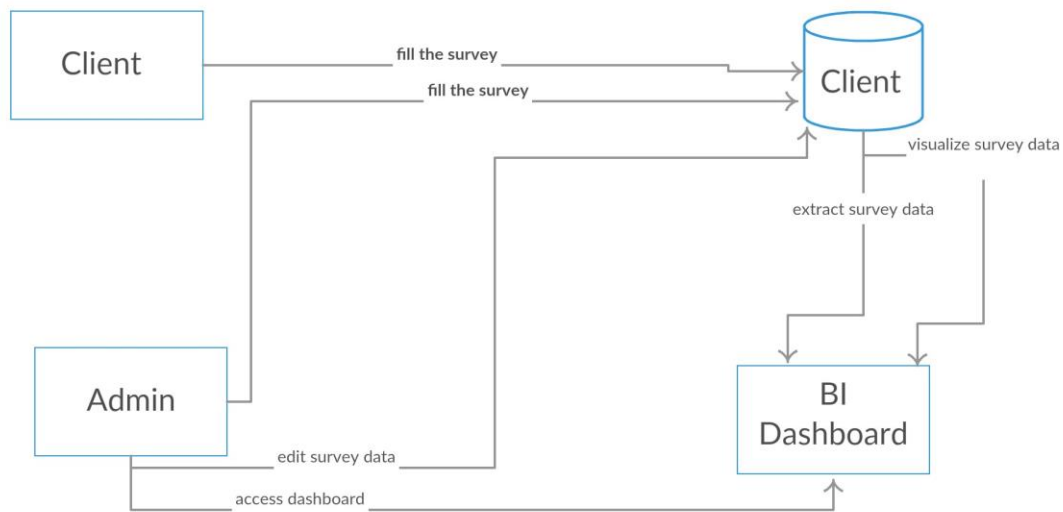 Client
fill the survey
Client
fill the survey
visualize survey data
extract survey data
Admin
BI
Dashboard
edit survey data
access dashboard